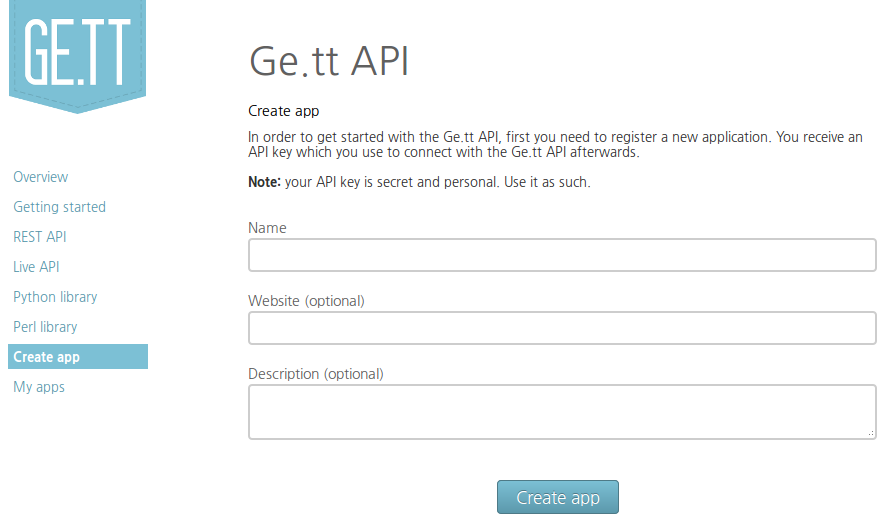 GE.TT
Ge.tt API
Create app
In order to get started with the Ge.tt API, first you need to register a new application. You receive an
API key which you use to connect with the Ge.tt API afterwards.
Note: your API key is secret and personal. Use it as such.
Overview
Getting started
REST API
Live API
Python library
Perl library
Create app
My apps
Name
Website (optional)
Description (optional)
Create app